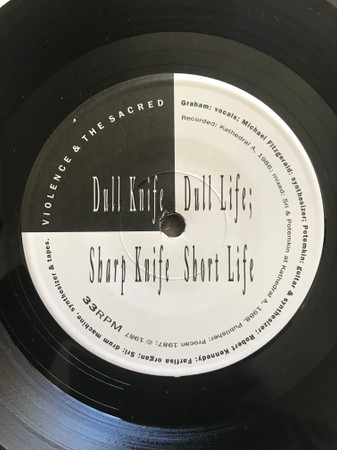 VIOLENCE & THE SACRED
Dull Knife Dull Life;
Sharp Knife Short Life
33RPM
Graham: vocals; Michael Fitzgerald: synthesizer; Potemkin: Guitar & synthesizer; Robert Kennedy: Farfisa organ; Sri: drum machine, synthesizer & tapes.
Recorded: Kathedral A, 1986; mixed: Sri & Potemkin at Kathedral A, 1988. Publisher: Procan 1987; © 1987